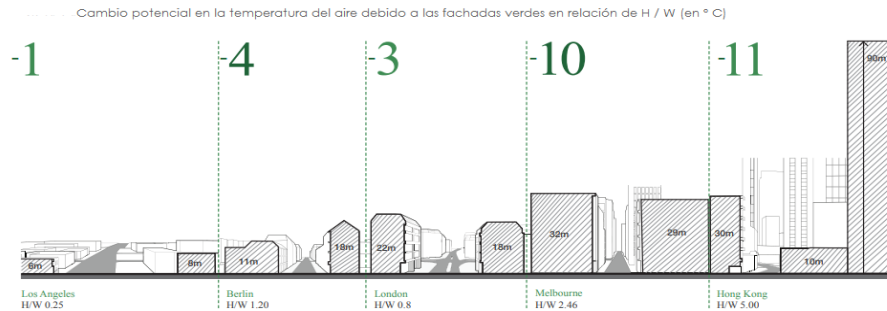 Cambio potencial en la temperatura del aire debido a las fachadas verdes en relación de H / W (en ° C)
-1
-4
-3
-10
-11
90m
6m
8m
11m
18m
22m
18m
32m
29m
30m
10m
Los Angeles
H/W 0.25
Berlin
H/W 1.20
London
H/W 0.8
Melbourne
H/W 2.46
Hong Kong
H/W 5.00